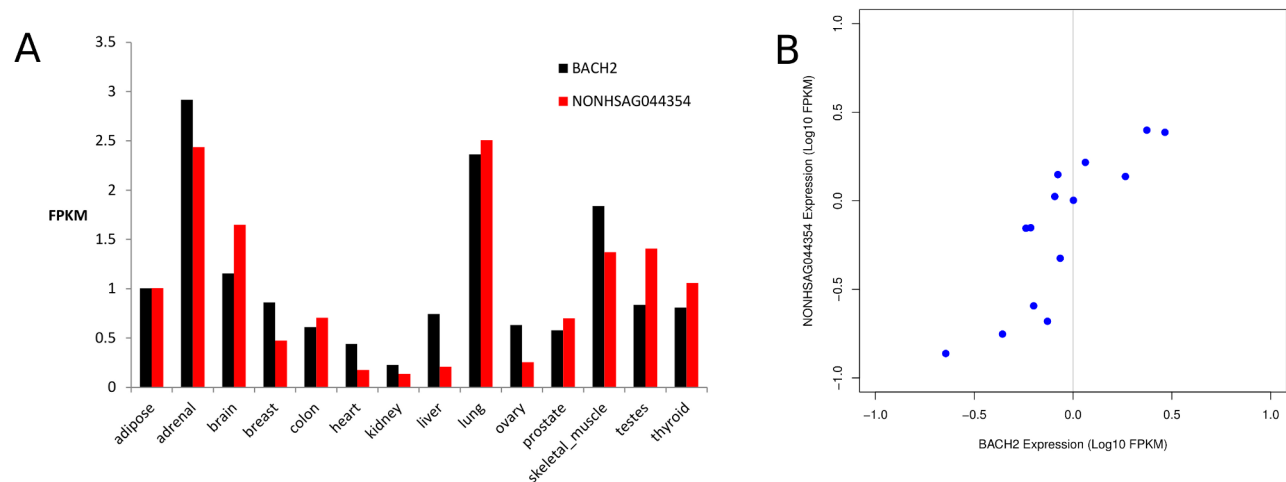 A
3.5
3
2.5
2
1.5
1
0.5
0
FPKM
BACH2
NONHSAG044354
adipose
adrenal
brain
breast
colon
heart
kidney
liver
lung
ovary
prostate
skeletal_muscle
testes
thyroid
B
NONHSAG044354 Expression (Log10 FPKM)
1.0
0.5
0.0
−0.5
−1.0
−1.0
−0.5
0.0
0.5
1.0
BACH2 Expression (Log10 FPKM)